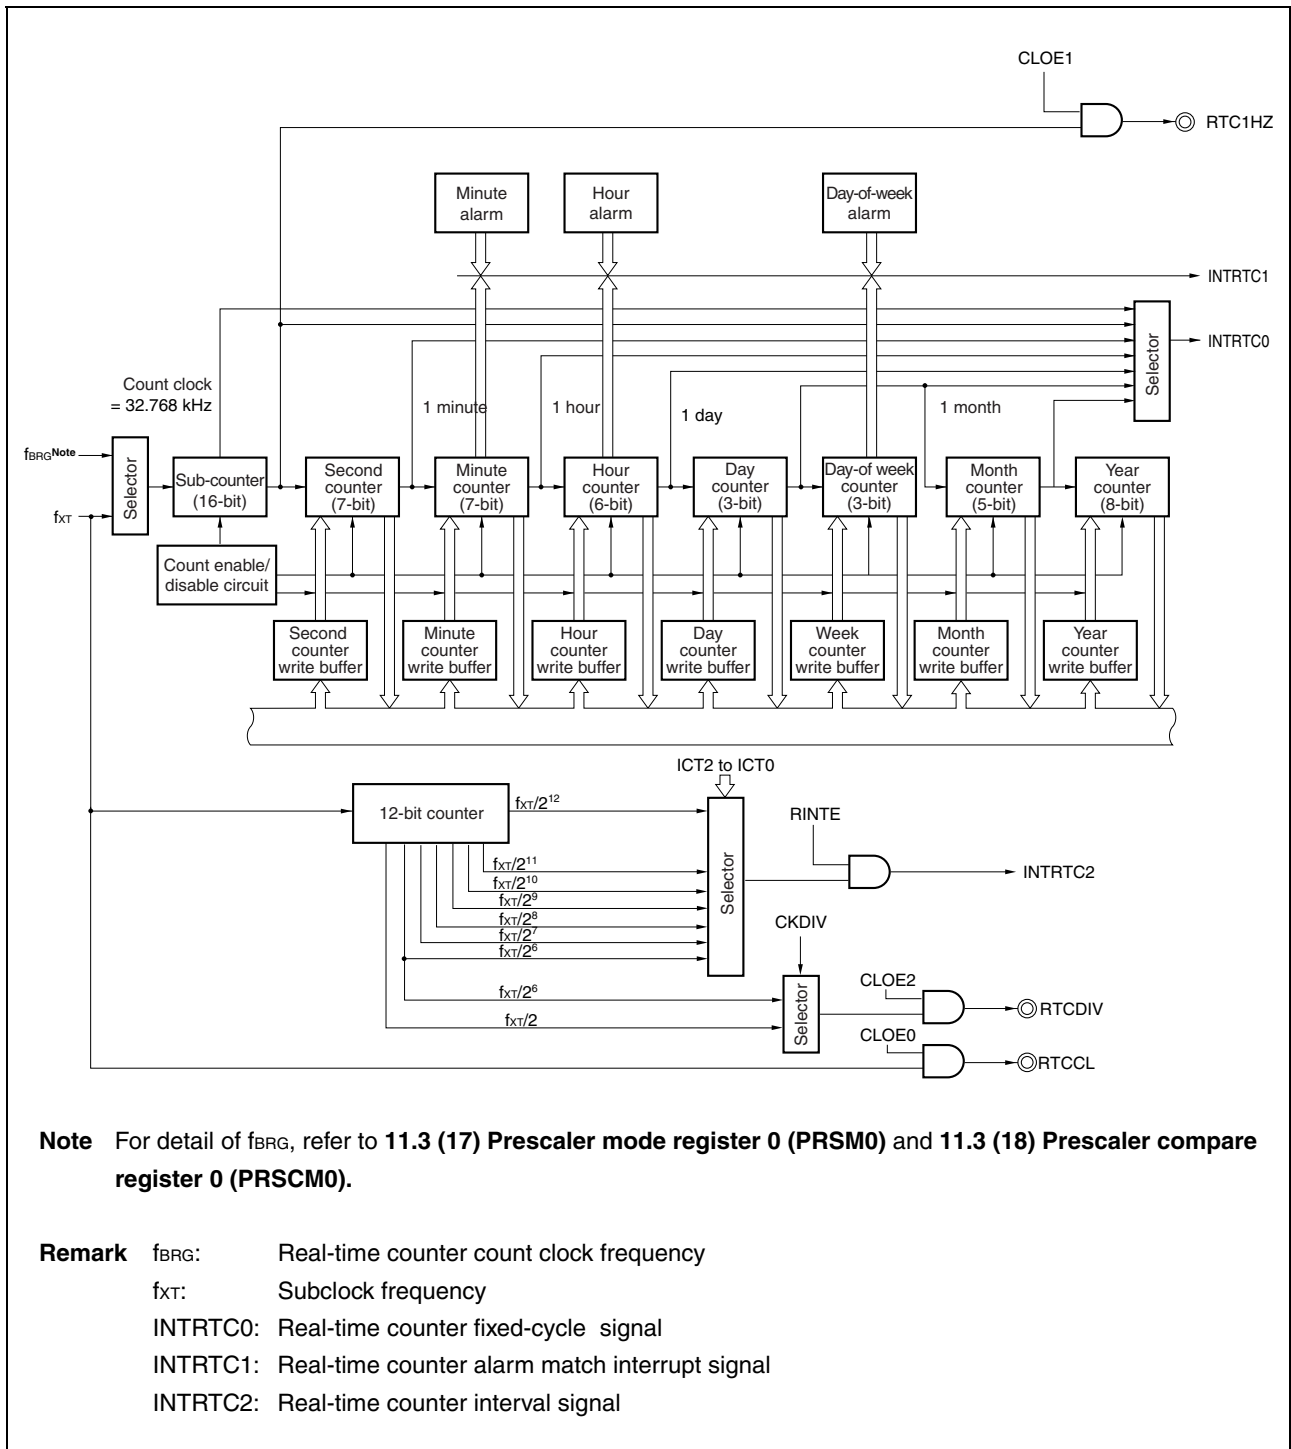 CLOE1
RTC1HZ
Minute
alarm
Hour
alarm
Day-of-week
alarm
INTRTC1
INTRTC0
Selector
Count clock
= 32.768 kHz
1 minute
1 hour
1 day
1 month
fBRG Note
fXT
Selector
Sub-counter
(16-bit)
Second
counter
(7-bit)
Minute
counter
(7-bit)
Hour
counter
(6-bit)
Day
counter
(3-bit)
Day-of week
counter
(3-bit)
Month
counter
(5-bit)
Year
counter
(8-bit)
Count enable/
disable circuit
Second
counter
write buffer
Minute
counter
write buffer
Hour
counter
write buffer
Day
counter
write buffer
Week
counter
write buffer
Month
counter
write buffer
Year
counter
write buffer
ICT2 to ICT0
12-bit counter
fXT/2¹²
fXT/2¹¹
fXT/2¹⁰
fXT/2⁹
fXT/2⁸
fXT/2⁷
fXT/2⁶
Selector
RINTE
INTRTC2
CKDIV
fXT/2⁶
fXT/2
Selector
CLOE2
RTCDIV
CLOE0
RTCCL
Note For detail of fBRG, refer to 11.3 (17) Prescaler mode register 0 (PRSM0) and 11.3 (18) Prescaler compare
register 0 (PRSCM0).
Remark fBRG: Real-time counter count clock frequency
fXT: Subclock frequency
INTRTC0: Real-time counter fixed-cycle signal
INTRTC1: Real-time counter alarm match interrupt signal
INTRTC2: Real-time counter interval signal